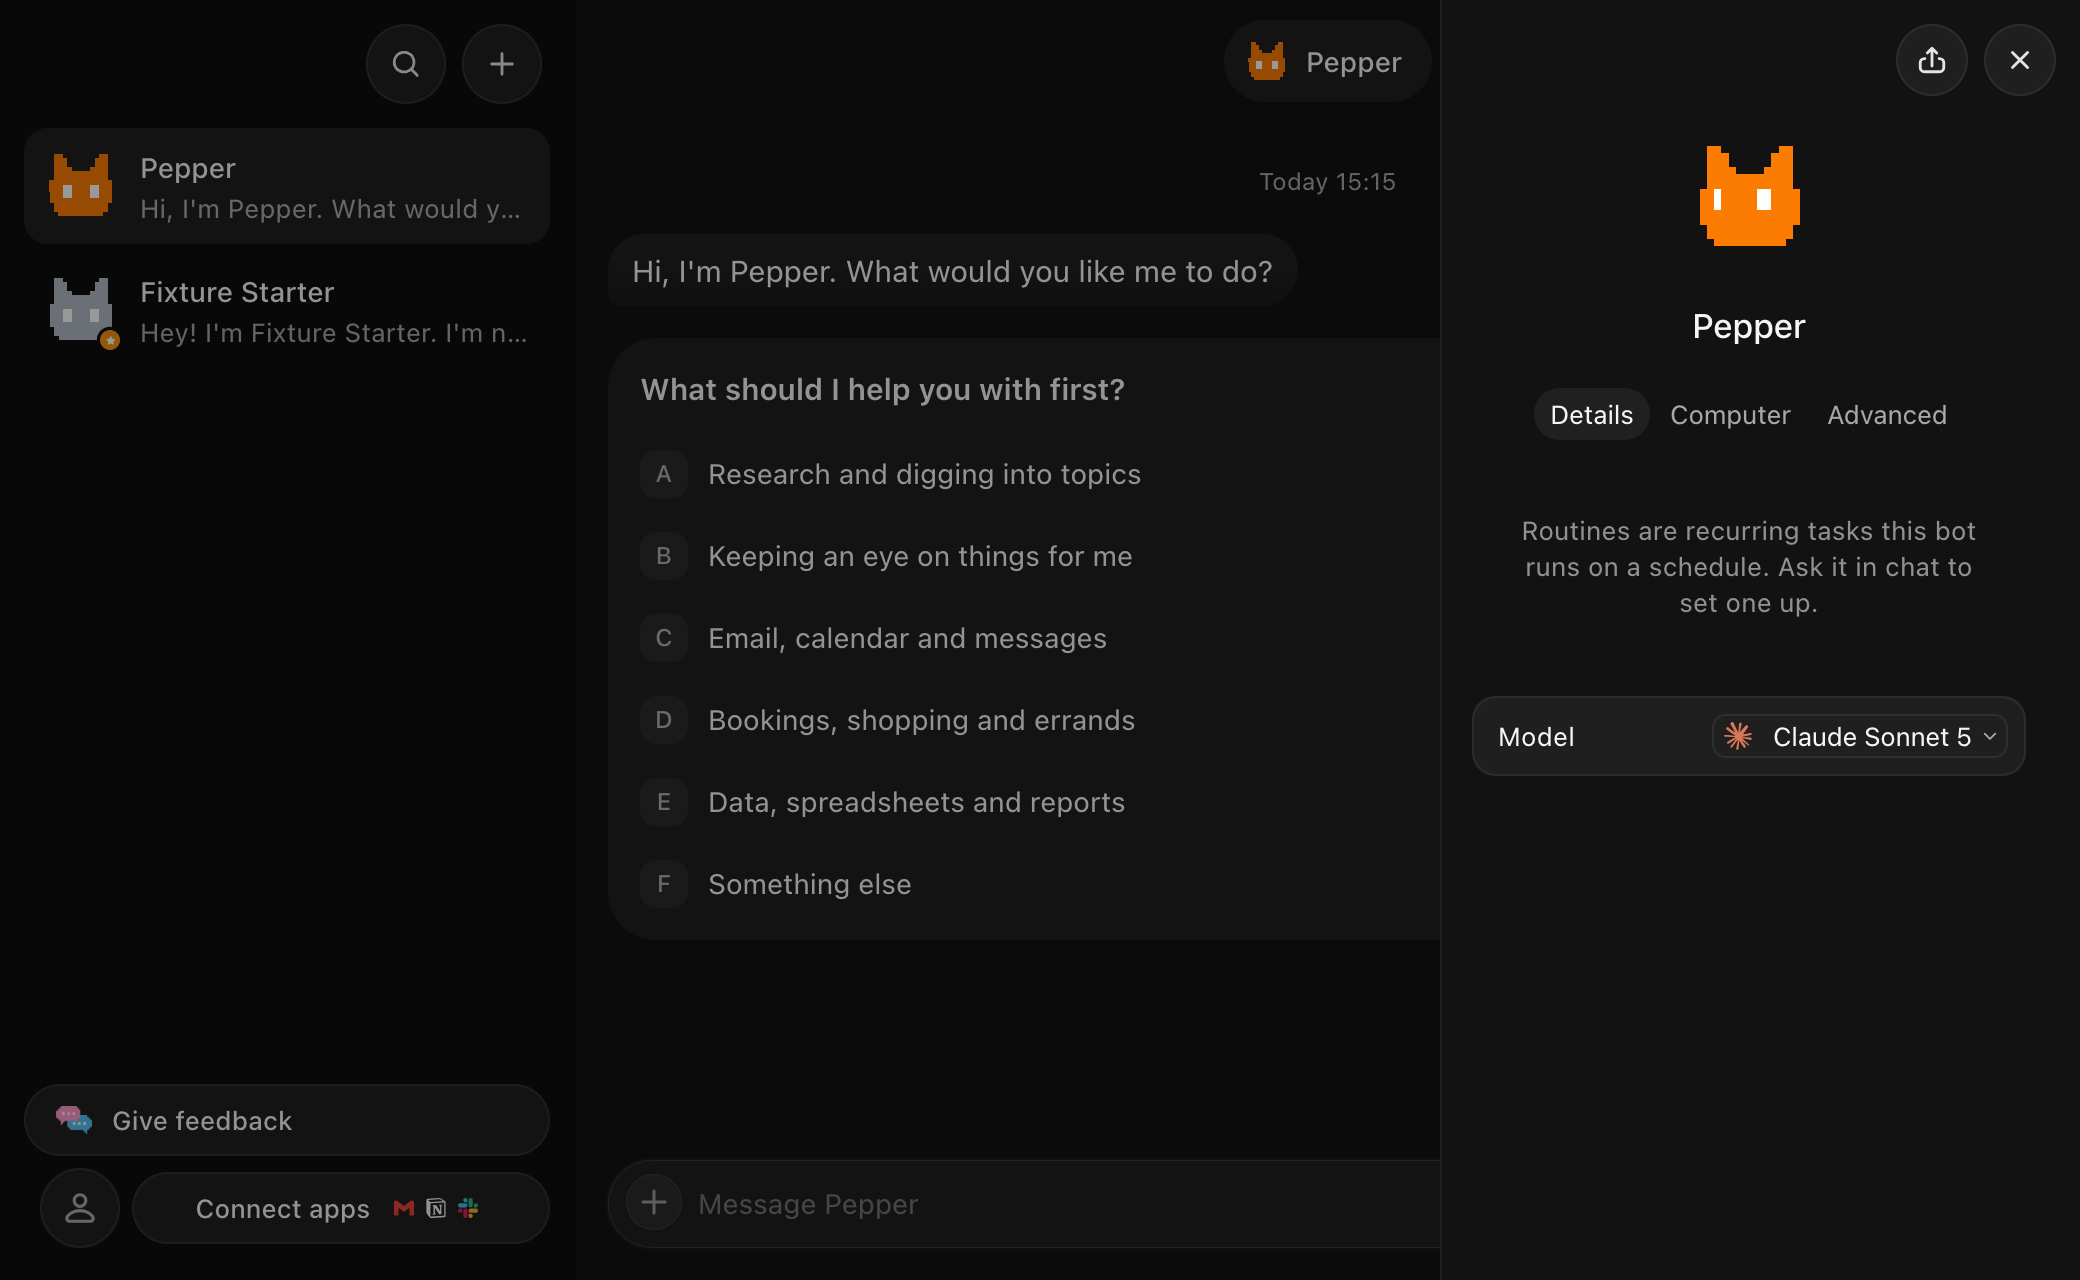 Pepper
Hi, I'm Pepper. What would y...
Fixture Starter
Hey! I'm Fixture Starter. I'm n...
Give feedback
Connect apps
Pepper
Today 15:15
Hi, I'm Pepper. What would you like me to do?
What should I help you with first?
A Research and digging into topics
B Keeping an eye on things for me
C Email, calendar and messages
D Bookings, shopping and errands
E Data, spreadsheets and reports
F Something else
Message Pepper
Pepper
Details Computer Advanced
Routines are recurring tasks this bot
runs on a schedule. Ask it in chat to
set one up.
Model Claude Sonnet 5